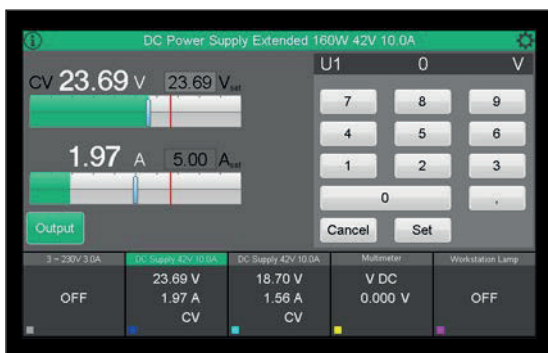 DC Power Supply Extended 160W 42V 10.0A
CV 23.69 V 23.69 Vset
1.97 A 5.00 Aset
Output
U1 0 V
7 8 9
4 5 6
1 2 3
0 .
Cancel Set
3 ~ 230V 3.0A
OFF
DC Supply 42V 10.0A
23.69 V
1.97 A
CV
DC Supply 42V 10.0A
18.70 V
1.56 A
CV
Multimeter
V DC
0.000 V
Workstation Lamp
OFF